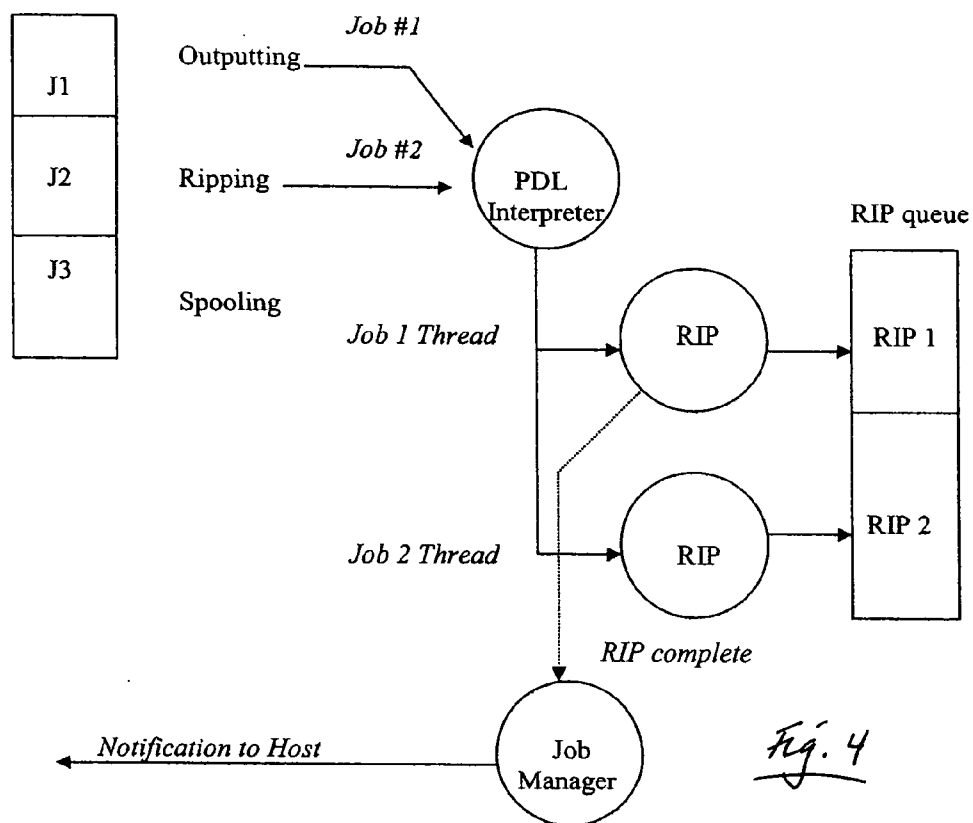 Job #1
Outputting
J1
Job #2
J2
Ripping
PDL
Interpreter
RIP queue
J3
Spooling
Job 1 Thread
RIP
RIP 1
RIP 2
Job 2 Thread
RIP
RIP complete
Notification to Host
Job
Manager
Fig. 4